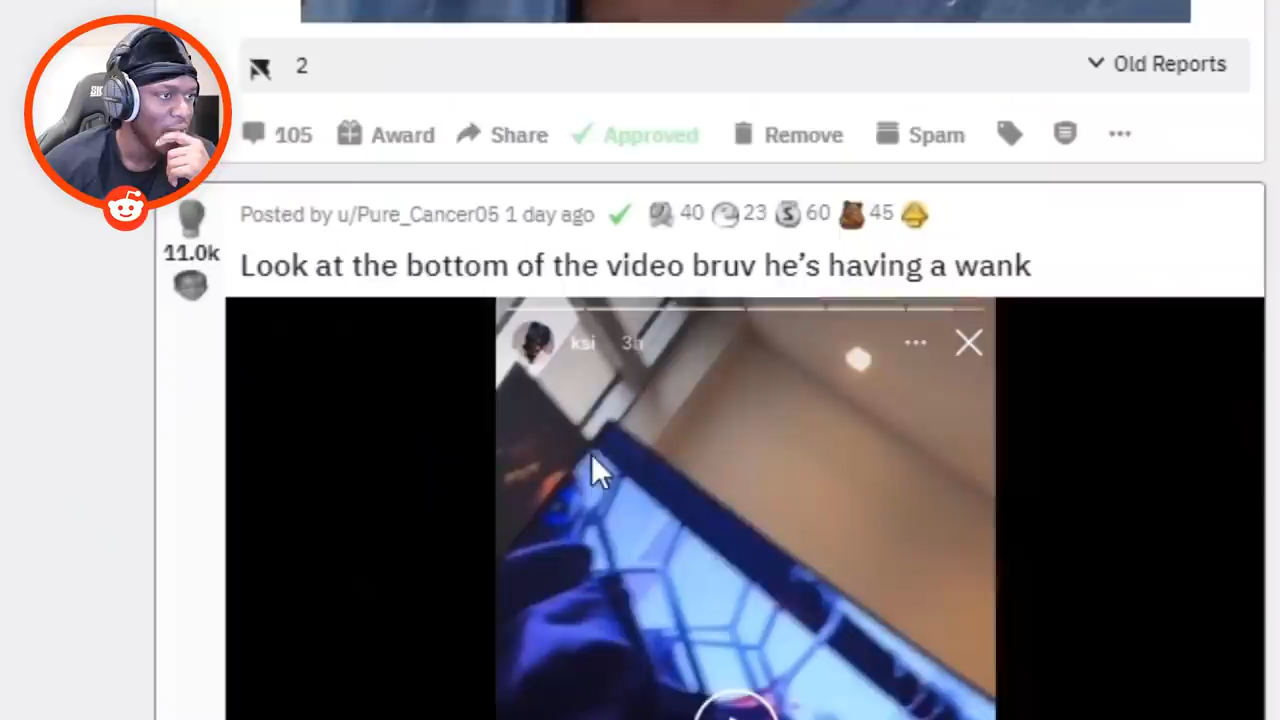 2
Old Reports
105 Award Share Approved Remove Spam
Posted by u/Pure_Cancer05 1 day ago 40 23 60 45
11.0k
Look at the bottom of the video bruv he's having a wank
ksi 3h